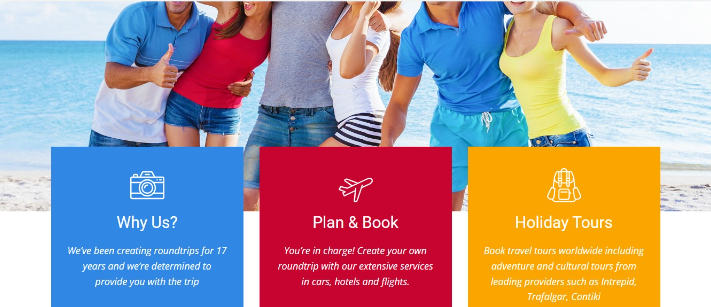 Why Us?
We've been creating roundtrips for 17
years and we're determined to
provide you with the trip
Plan & Book
You're in charge! Create your own
roundtrip with our extensive services
in cars, hotels and flights.
Holiday Tours
Book travel tours worldwide including
adventure and cultural tours from
leading providers such as Intrepid,
Trafalgar, Contiki